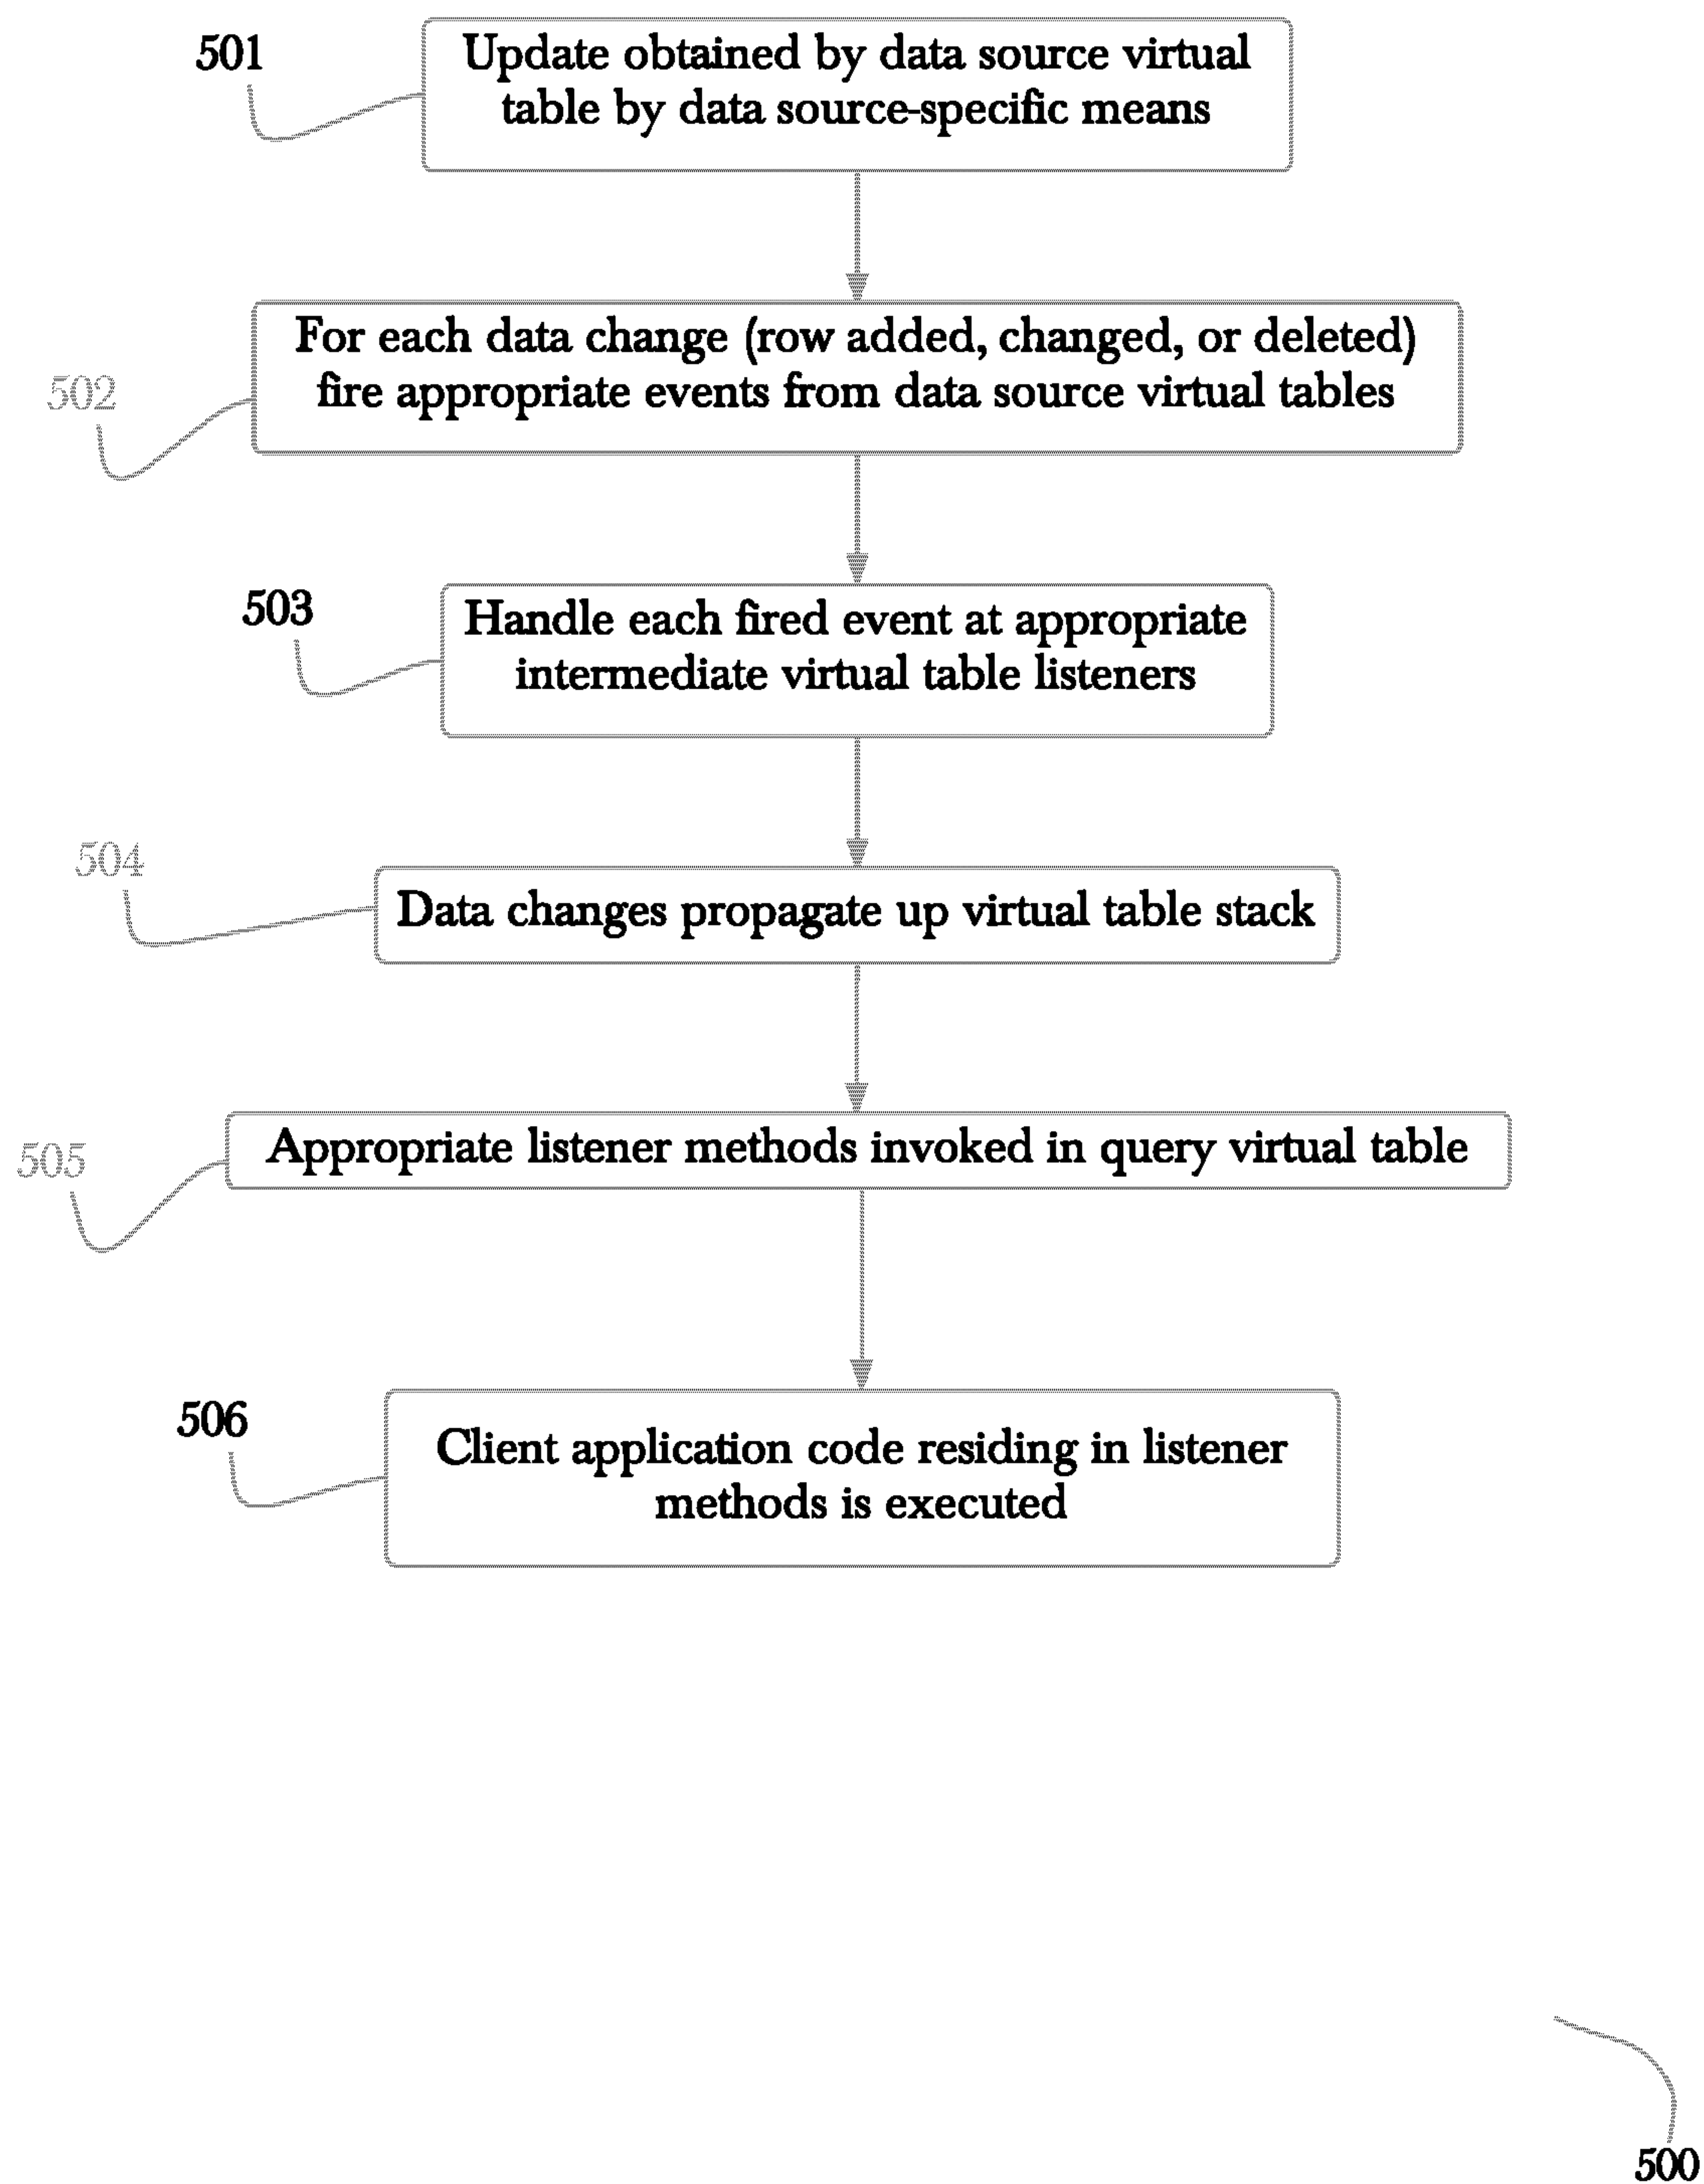 501
Update obtained by data source virtual
table by data source-specific means
502
For each data change (row added, changed, or deleted)
fire appropriate events from data source virtual tables
503
Handle each fired event at appropriate
intermediate virtual table listeners
504
Data changes propagate up virtual table stack
505
Appropriate listener methods invoked in query virtual table
506
Client application code residing in listener
methods is executed
500